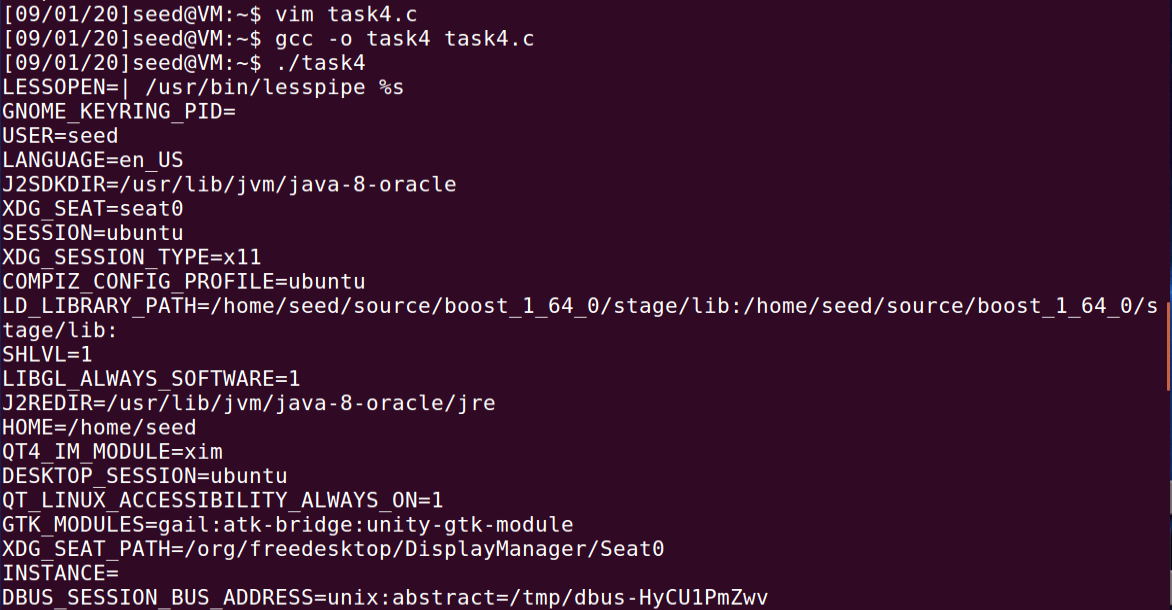 [09/01/20]seed@VM:~$ vim task4.c
[09/01/20]seed@VM:~$ gcc -o task4 task4.c
[09/01/20]seed@VM:~$ ./task4
LESSOPEN=| /usr/bin/lesspipe %s
GNOME_KEYRING_PID=
USER=seed
LANGUAGE=en_US
J2SDKDIR=/usr/lib/jvm/java-8-oracle
XDG_SEAT=seat0
SESSION=ubuntu
XDG_SESSION_TYPE=x11
COMPIZ_CONFIG_PROFILE=ubuntu
LD_LIBRARY_PATH=/home/seed/source/boost_1_64_0/stage/lib:/home/seed/source/boost_1_64_0/s
tage/lib:
SHLVL=1
LIBGL_ALWAYS_SOFTWARE=1
J2REDIR=/usr/lib/jvm/java-8-oracle/jre
HOME=/home/seed
QT4_IM_MODULE=xim
DESKTOP_SESSION=ubuntu
QT_LINUX_ACCESSIBILITY_ALWAYS_ON=1
GTK_MODULES=gail:atk-bridge:unity-gtk-module
XDG_SEAT_PATH=/org/freedesktop/DisplayManager/Seat0
INSTANCE=
DBUS_SESSION_BUS_ADDRESS=unix:abstract=/tmp/dbus-HyCU1PmZwv